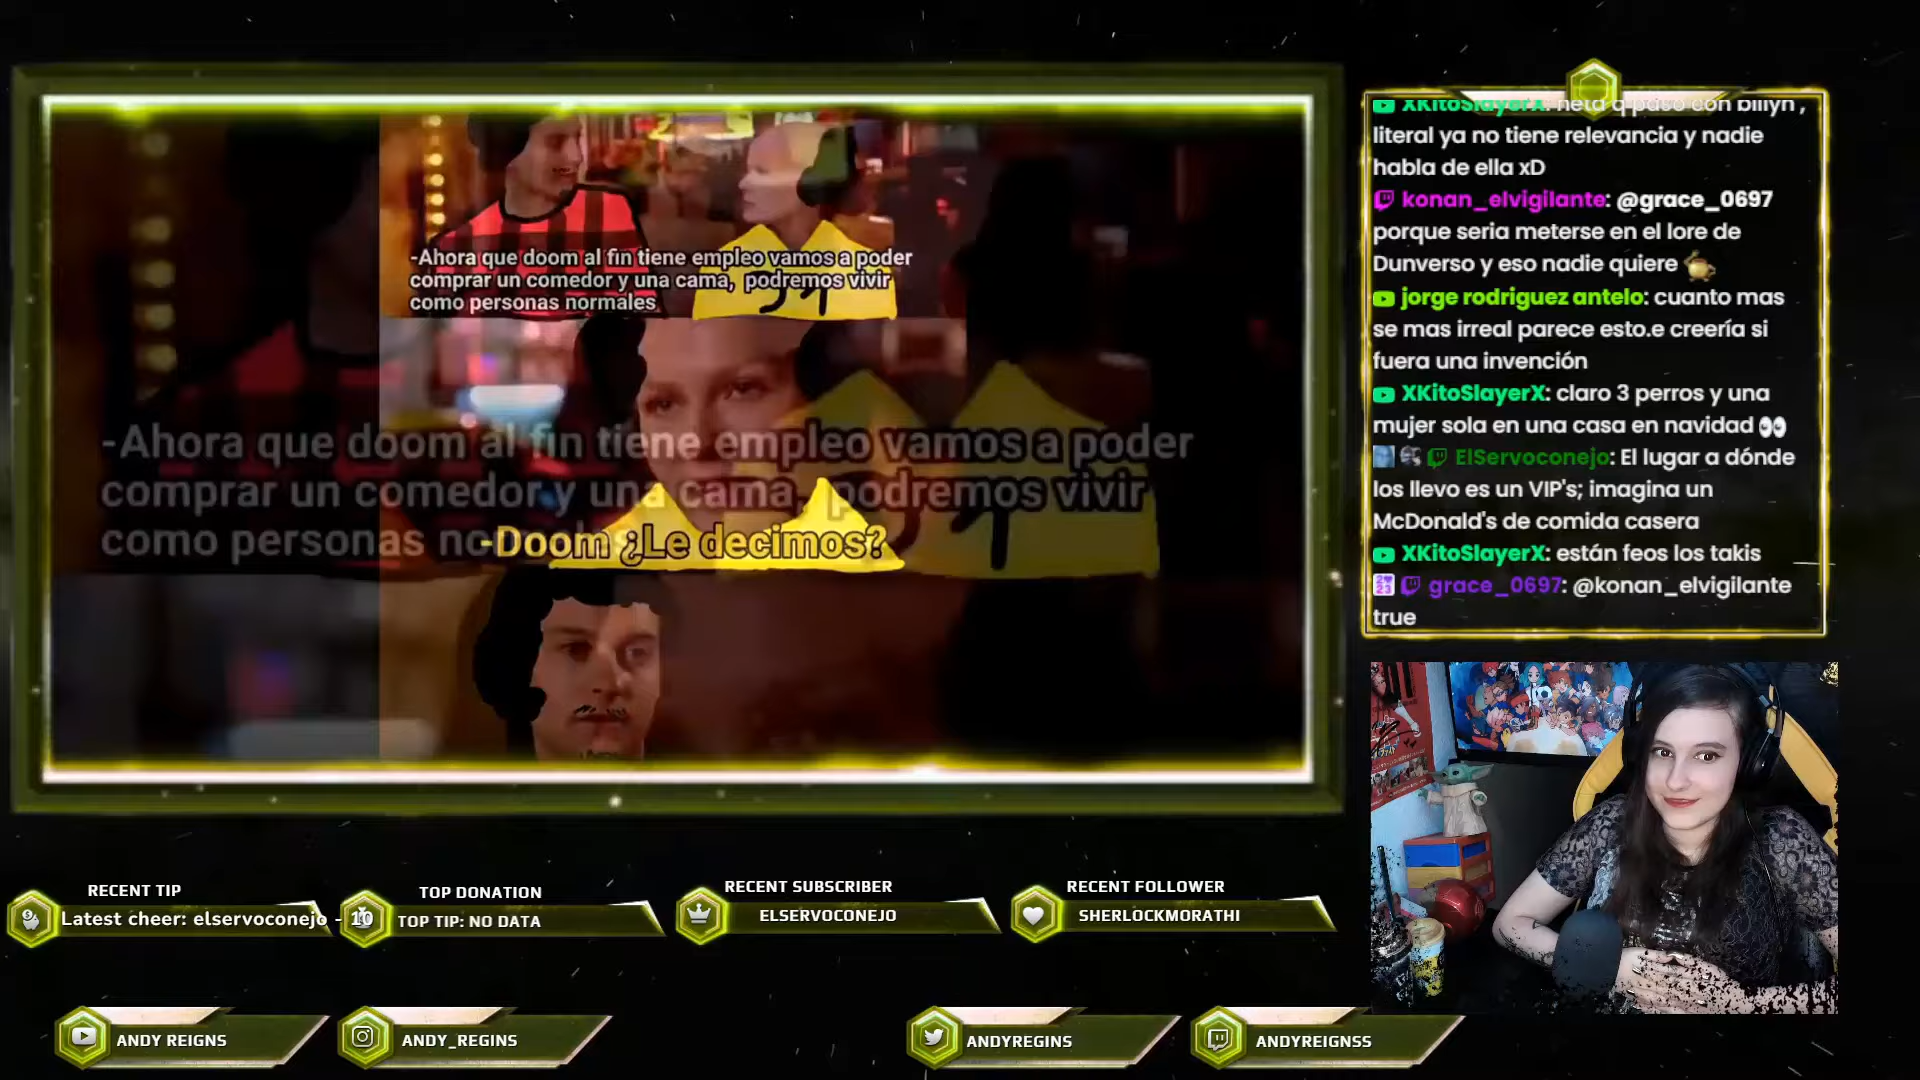 -Ahora que doom al fin tiene empleo vamos a poder
comprar un comedor y una cama, podremos vivir
como personas normales.
-Ahora que doom al fin tiene empleo vamos a poder
comprar un comedor y una cama, podremos vivir
como personas no
-Doom ¿Le decimos?
XKitoSlayerX: neta q paso con billyn,
literal ya no tiene relevancia y nadie
habla de ella xD
konan_elvigilante: @grace_0697
porque seria meterse en el lore de
Dunverso y eso nadie quiere
jorge rodriguez antelo: cuanto mas
se mas irreal parece esto.e creería si
fuera una invención
XKitoSlayerX: claro 3 perros y una
mujer sola en una casa en navidad 👀
ElServoconejo: El lugar a dónde
los llevo es un VIP's; imagina un
McDonald's de comida casera
XKitoSlayerX: están feos los takis
grace_0697: @konan_elvigilante
true
RECENT TIP
Latest cheer: elservoconejo - 10
TOP DONATION
TOP TIP: NO DATA
RECENT SUBSCRIBER
ELSERVOCONEJO
RECENT FOLLOWER
SHERLOCKMORATHI
ANDY REIGNS
ANDY_REGINS
ANDYREGINS
ANDYREIGNSS